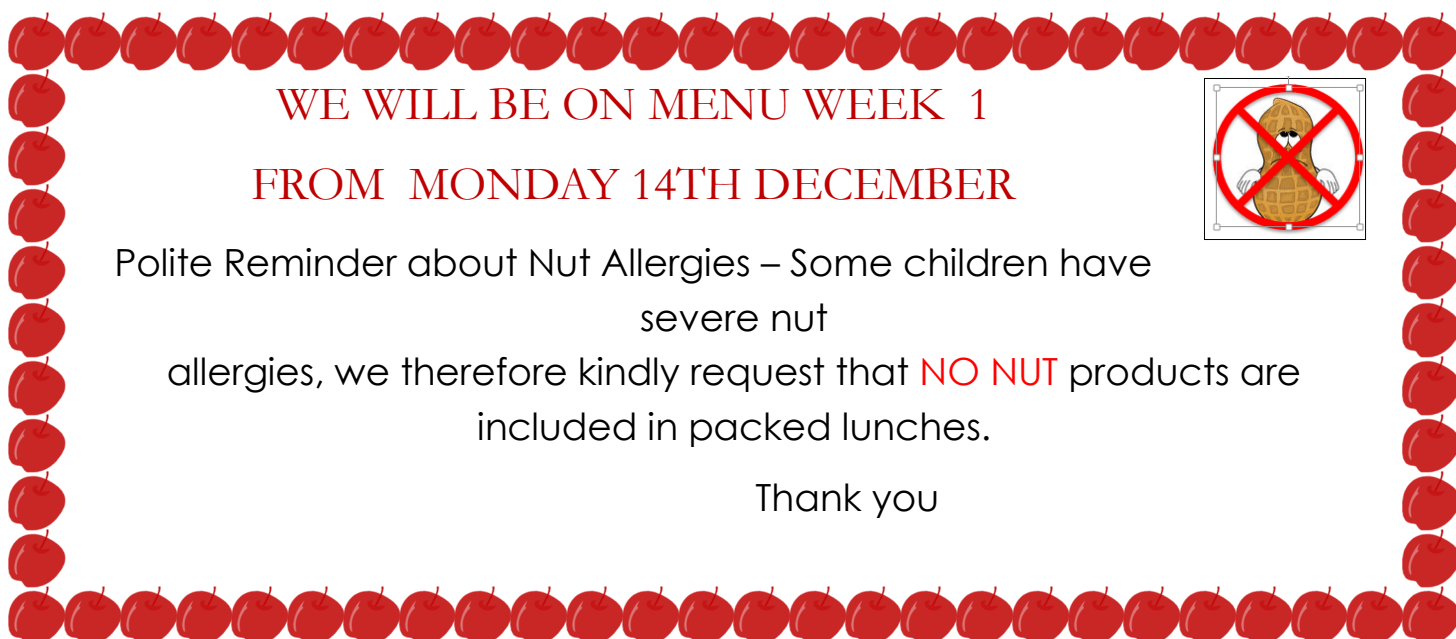 WE WILL BE ON MENU WEEK 1
FROM MONDAY 14TH DECEMBER
Polite Reminder about Nut Allergies – Some children have
severe nut
allergies, we therefore kindly request that NO NUT products are
included in packed lunches.
Thank you